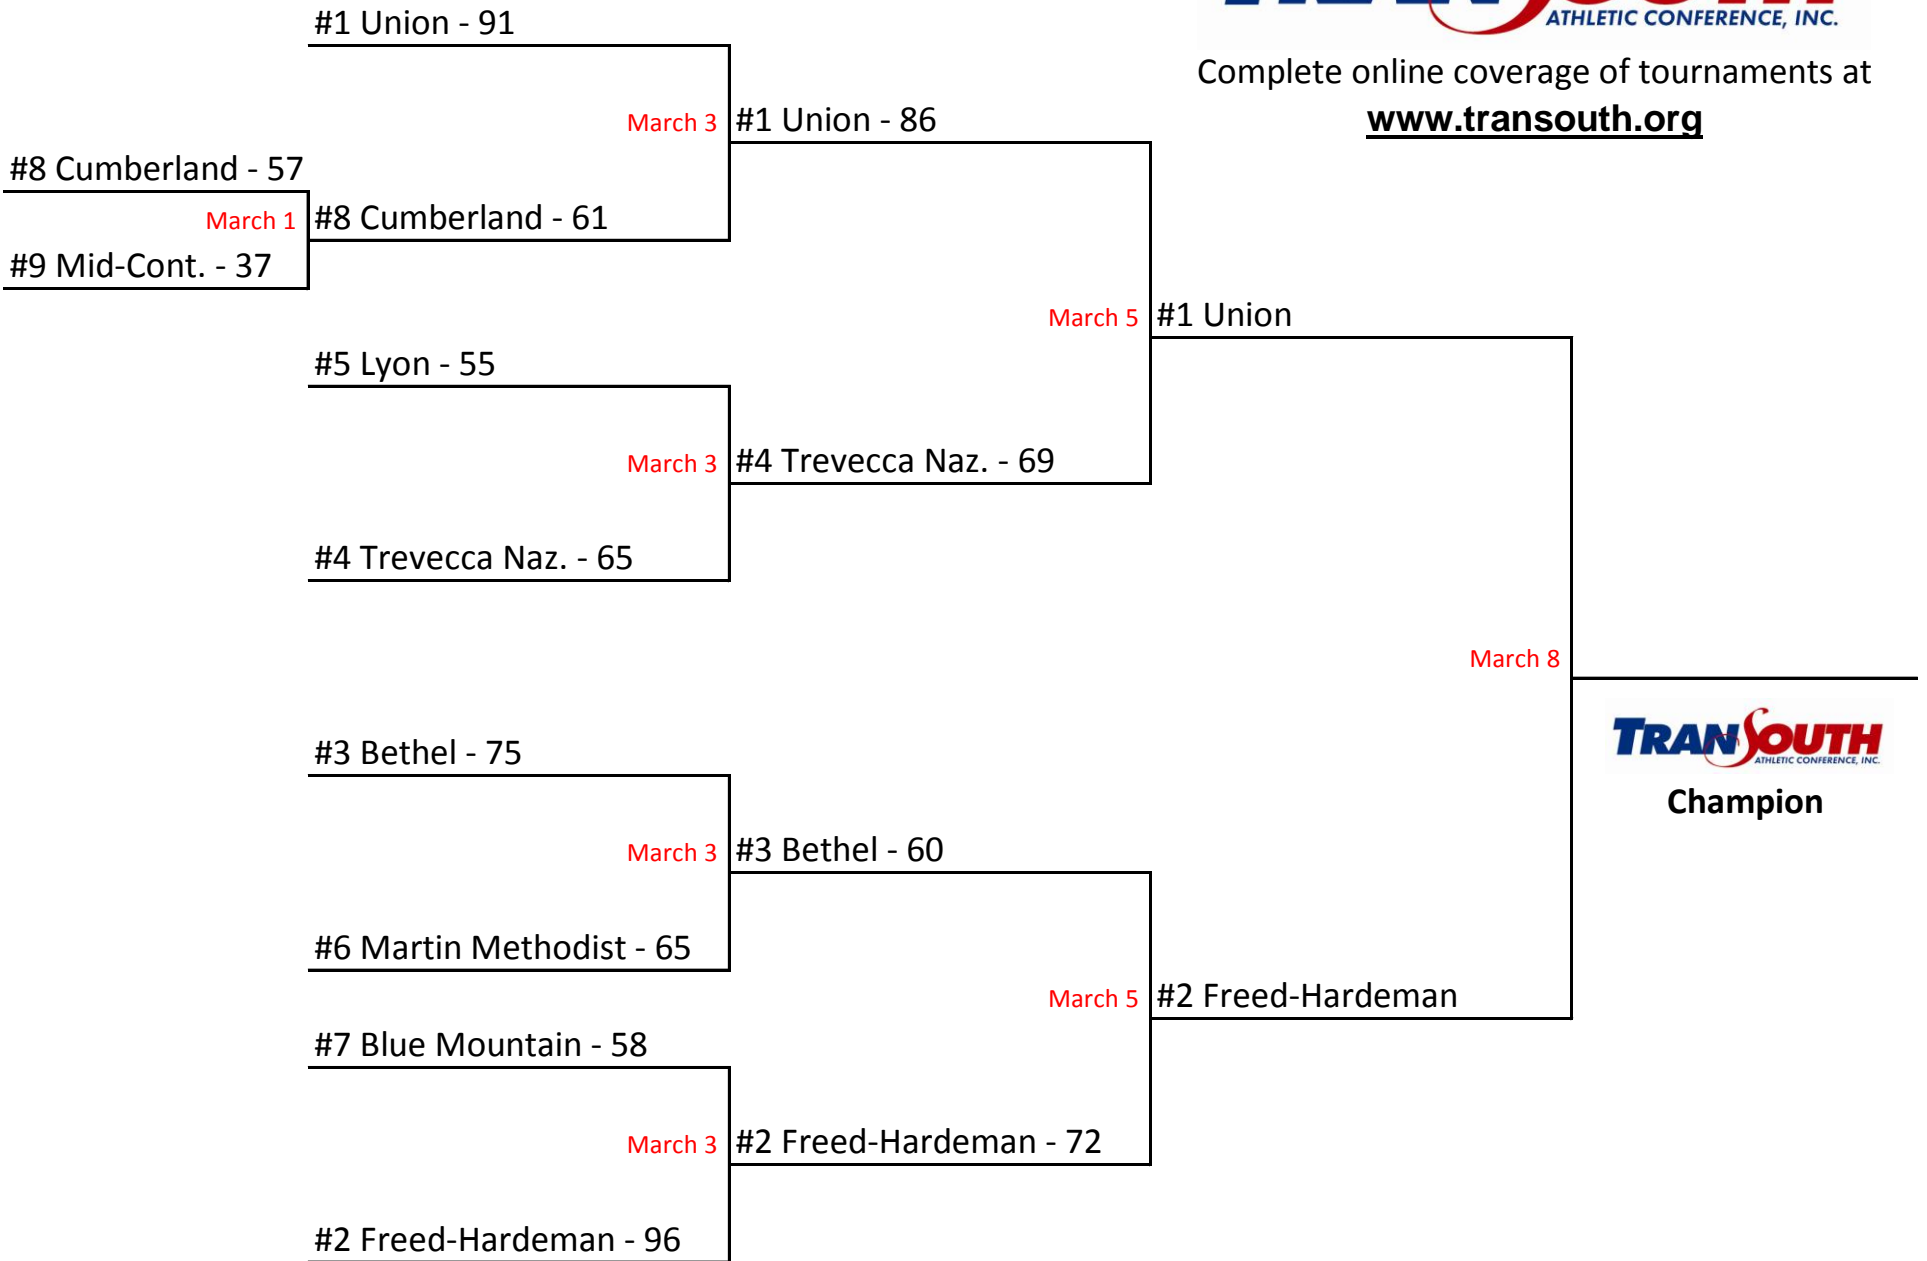 #1 Union - 91
ATHLETIC CONFERENCE, INC.
Complete online coverage of tournaments at
www.transouth.org
March 3
#1 Union - 86
#8 Cumberland - 57
March 1
#8 Cumberland - 61
#9 Mid-Cont. - 37
March 5
#1 Union
#5 Lyon - 55
March 3
#4 Trevecca Naz. - 69
#4 Trevecca Naz. - 65
March 8
TRANSOUTH
ATHLETIC CONFERENCE, INC.
Champion
#3 Bethel - 75
March 3
#3 Bethel - 60
#6 Martin Methodist - 65
March 5
#2 Freed-Hardeman
#7 Blue Mountain - 58
March 3
#2 Freed-Hardeman - 72
#2 Freed-Hardeman - 96